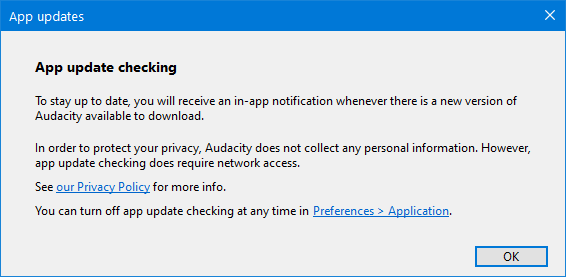 App updates
App update checking
To stay up to date, you will receive an in-app notification whenever there is a new version of
Audacity available to download.
In order to protect your privacy, Audacity does not collect any personal information. However,
app update checking does require network access.
See our Privacy Policy for more info.
You can turn off app update checking at any time in Preferences > Application.
OK